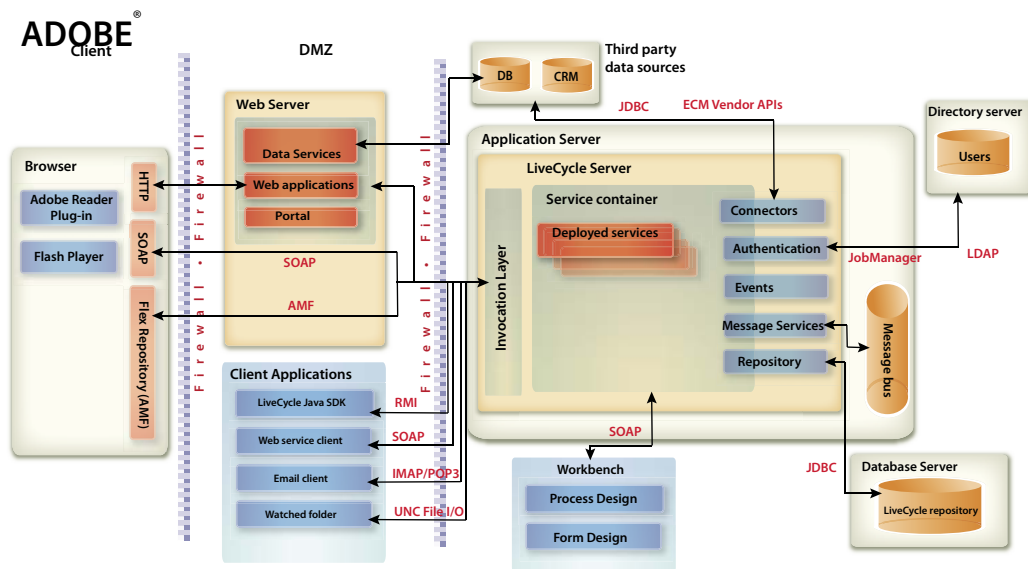 ADOBE®
Client
DMZ
Third party
data sources
DB
CRM
JDBC
ECM Vendor APIs
Directory server
Users
LDAP
Browser
Adobe Reader
Plug-in
Flash Player
HTTP
SOAP
Flex Repository (AMF)
Firewall • Firewall
Web Server
Data Services
Web applications
Portal
SOAP
AMF
Firewall • Firewall
Client Applications
LiveCycle Java SDK
RMI
Web service client
SOAP
Email client
IMAP/POP3
Watched folder
UNC File I/O
Application Server
LiveCycle Server
Invocation Layer
Service container
Deployed services
Connectors
Authentication
JobManager
Events
Message Services
Repository
Message bus
SOAP
Workbench
Process Design
Form Design
JDBC
Database Server
LiveCycle repository